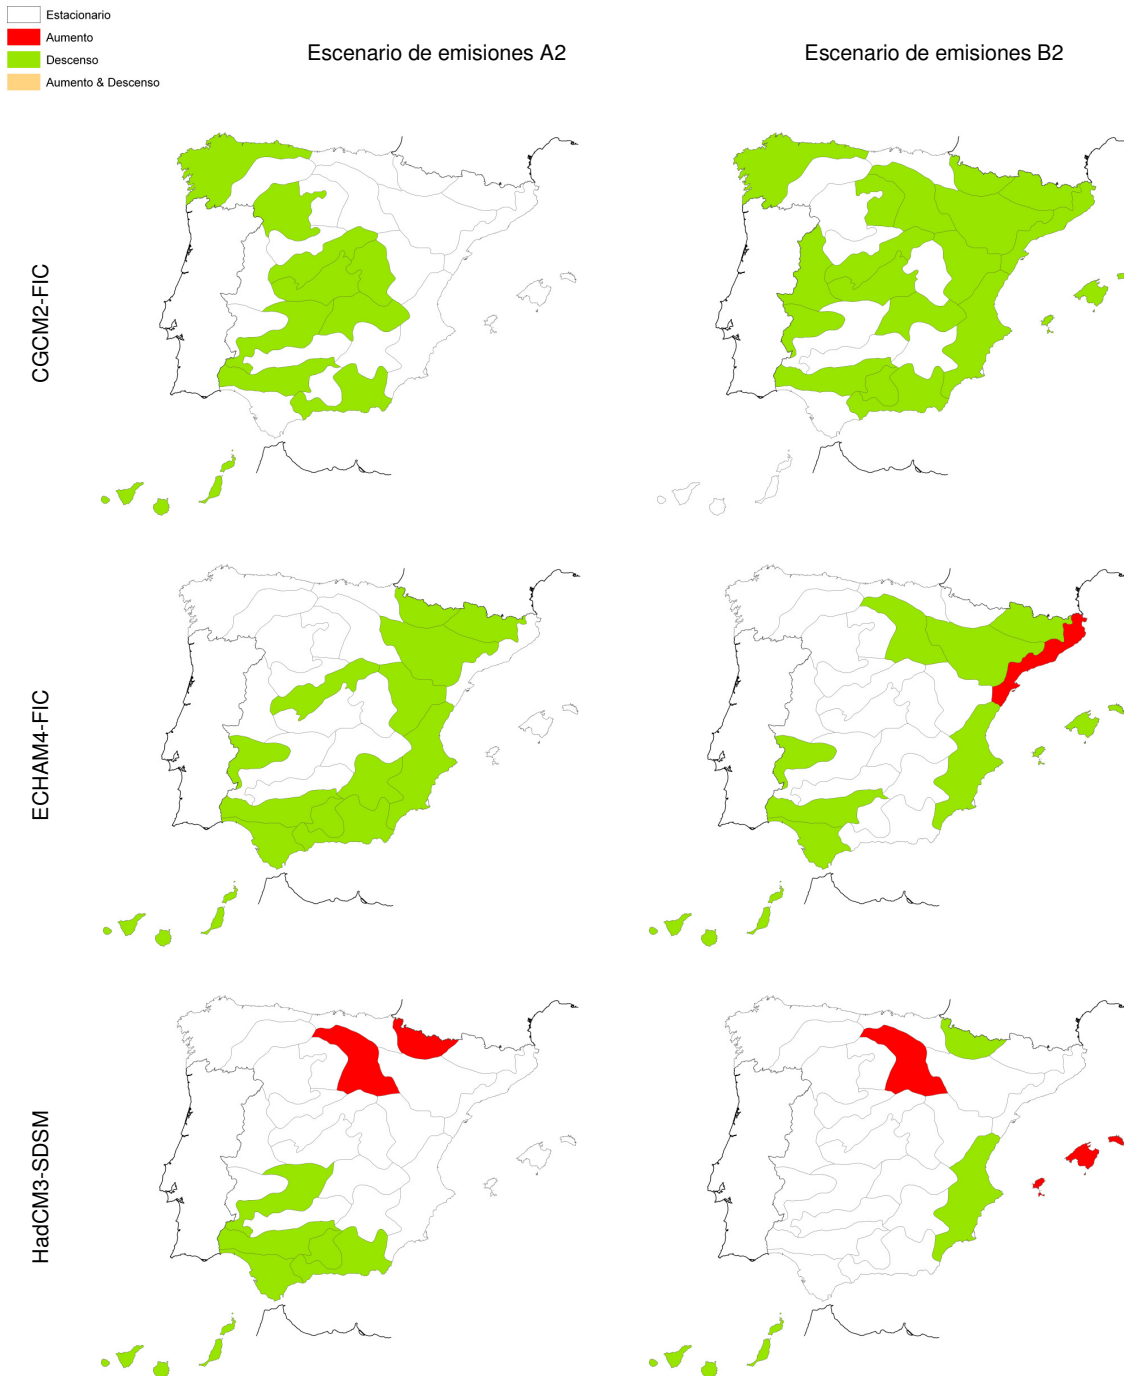 Estacionario
Aumento
Descenso
Aumento & Descenso
Escenario de emisiones A2
Escenario de emisiones B2
CGCM2-FIC
ECHAM4-FIC
HadCM3-SDSM